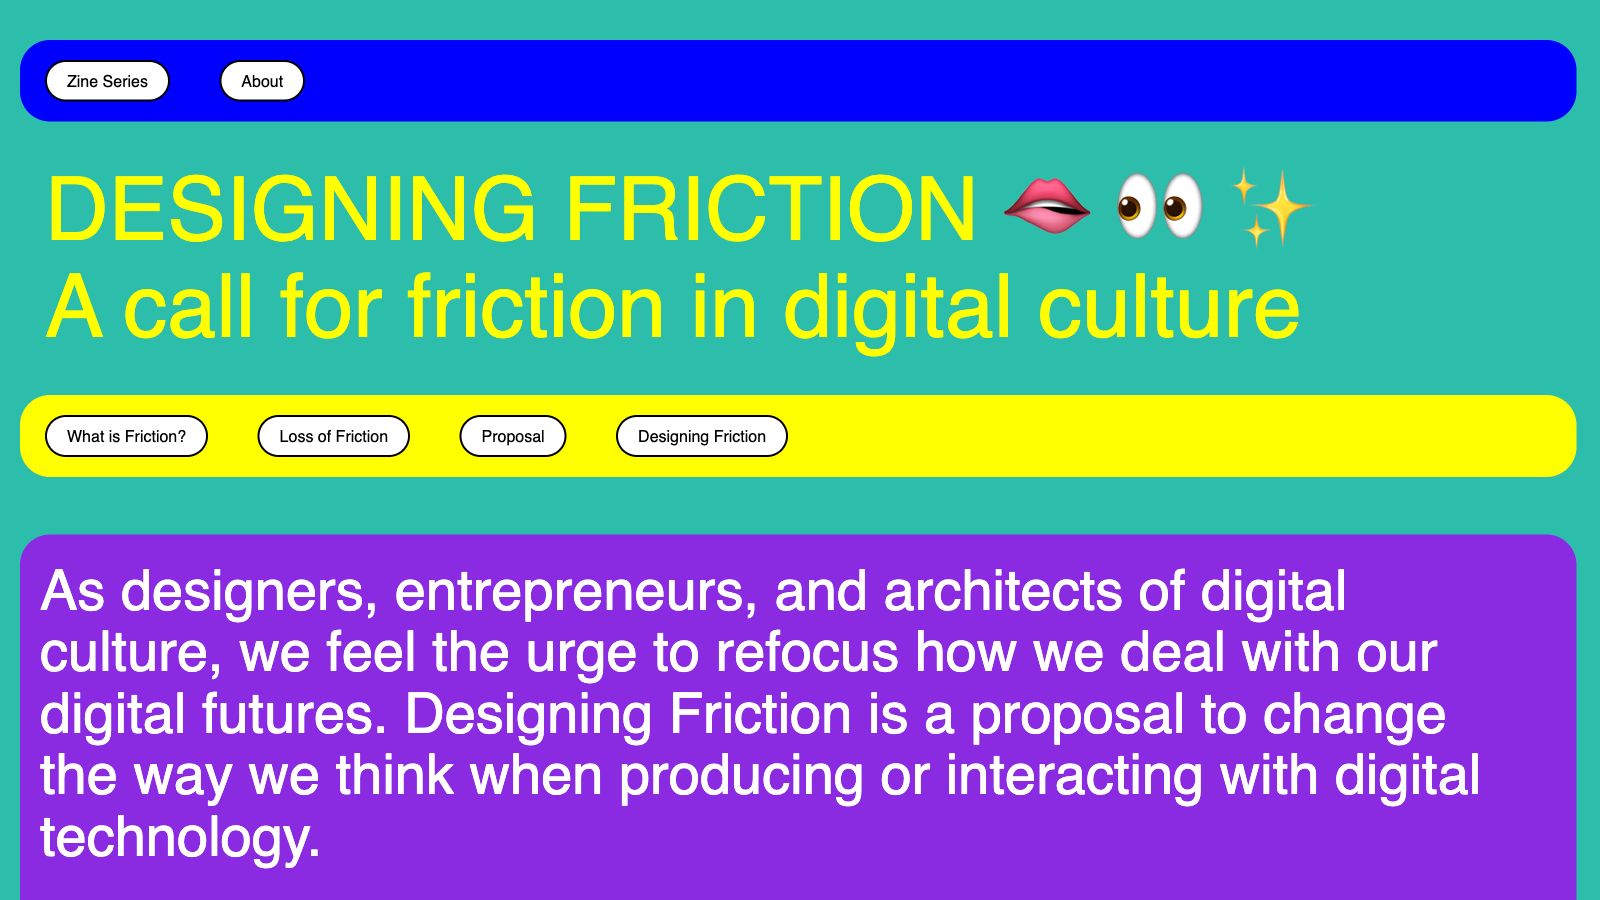 Zine Series About
DESIGNING FRICTION 🫦 👀 ✨
A call for friction in digital culture
What is Friction? Loss of Friction Proposal Designing Friction
As designers, entrepreneurs, and architects of digital
culture, we feel the urge to refocus how we deal with our
digital futures. Designing Friction is a proposal to change
the way we think when producing or interacting with digital
technology.